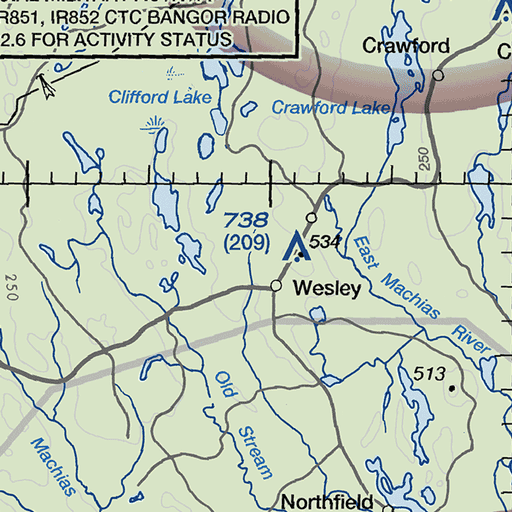 R851, IR852 CTC BANGOR RADIO
2.6 FOR ACTIVITY STATUS
Crawford
C
Clifford Lake
Crawford Lake
250
738
(209)
534
East Machias River
Wesley
250
513
Old Stream
Machias
Northfield